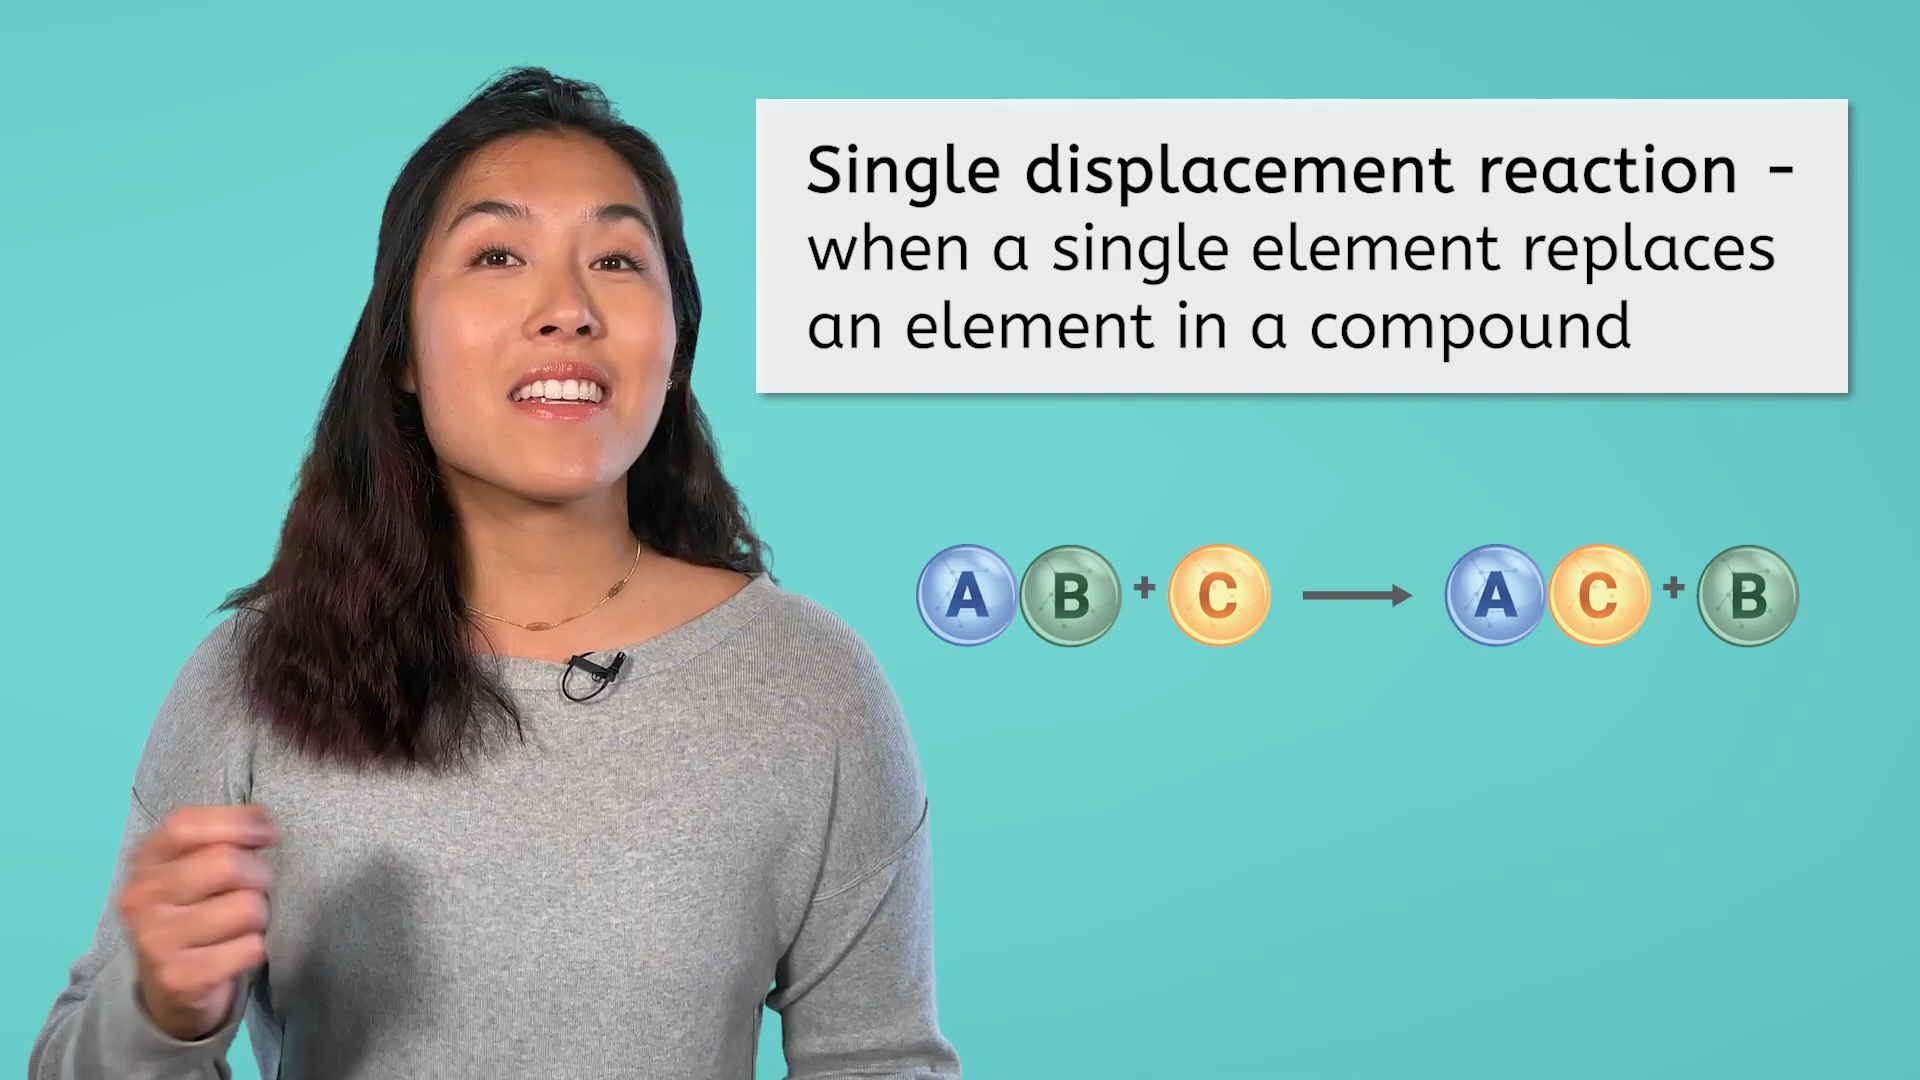 Single displacement reaction -
when a single element replaces
an element in a compound
A B + C → A C + B